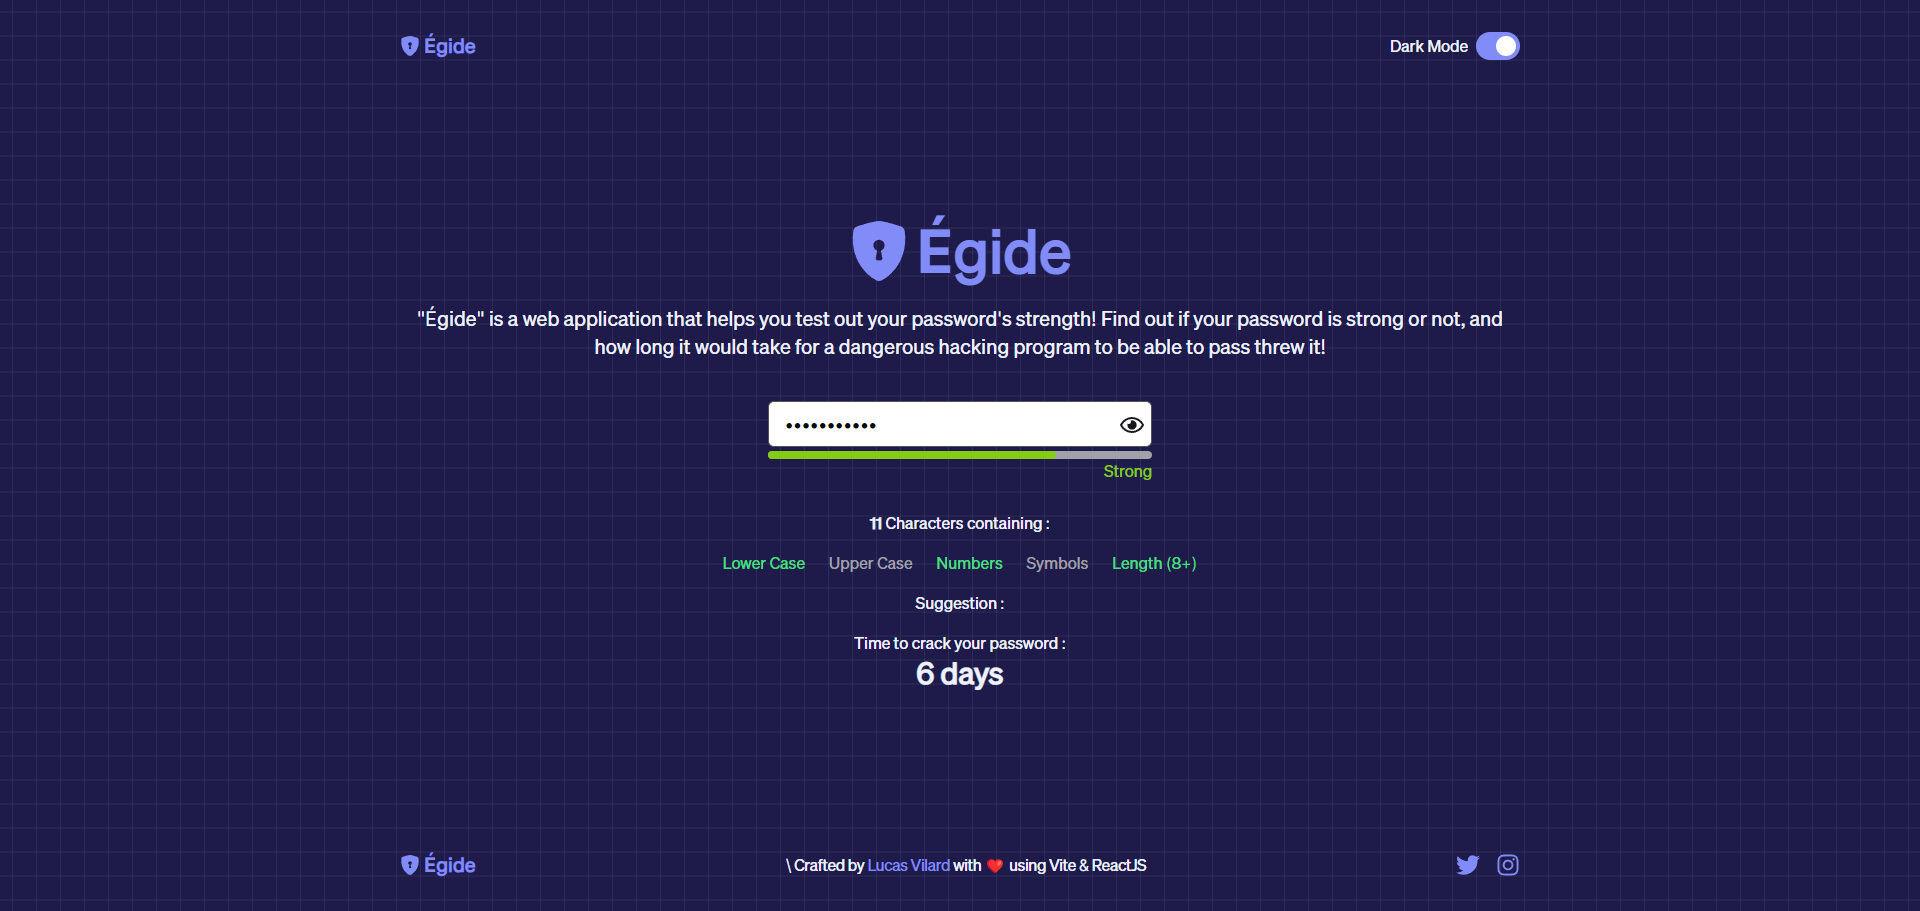 Égide
Dark Mode
Égide
"Égide" is a web application that helps you test out your password's strength! Find out if your password is strong or not, and
how long it would take for a dangerous hacking program to be able to pass threw it!
•••••••••••
Strong
11 Characters containing :
Lower Case Upper Case Numbers Symbols Length (8+)
Suggestion :
Time to crack your password :
6 days
Égide
\ Crafted by Lucas Vilard with ❤️ using Vite & ReactJS